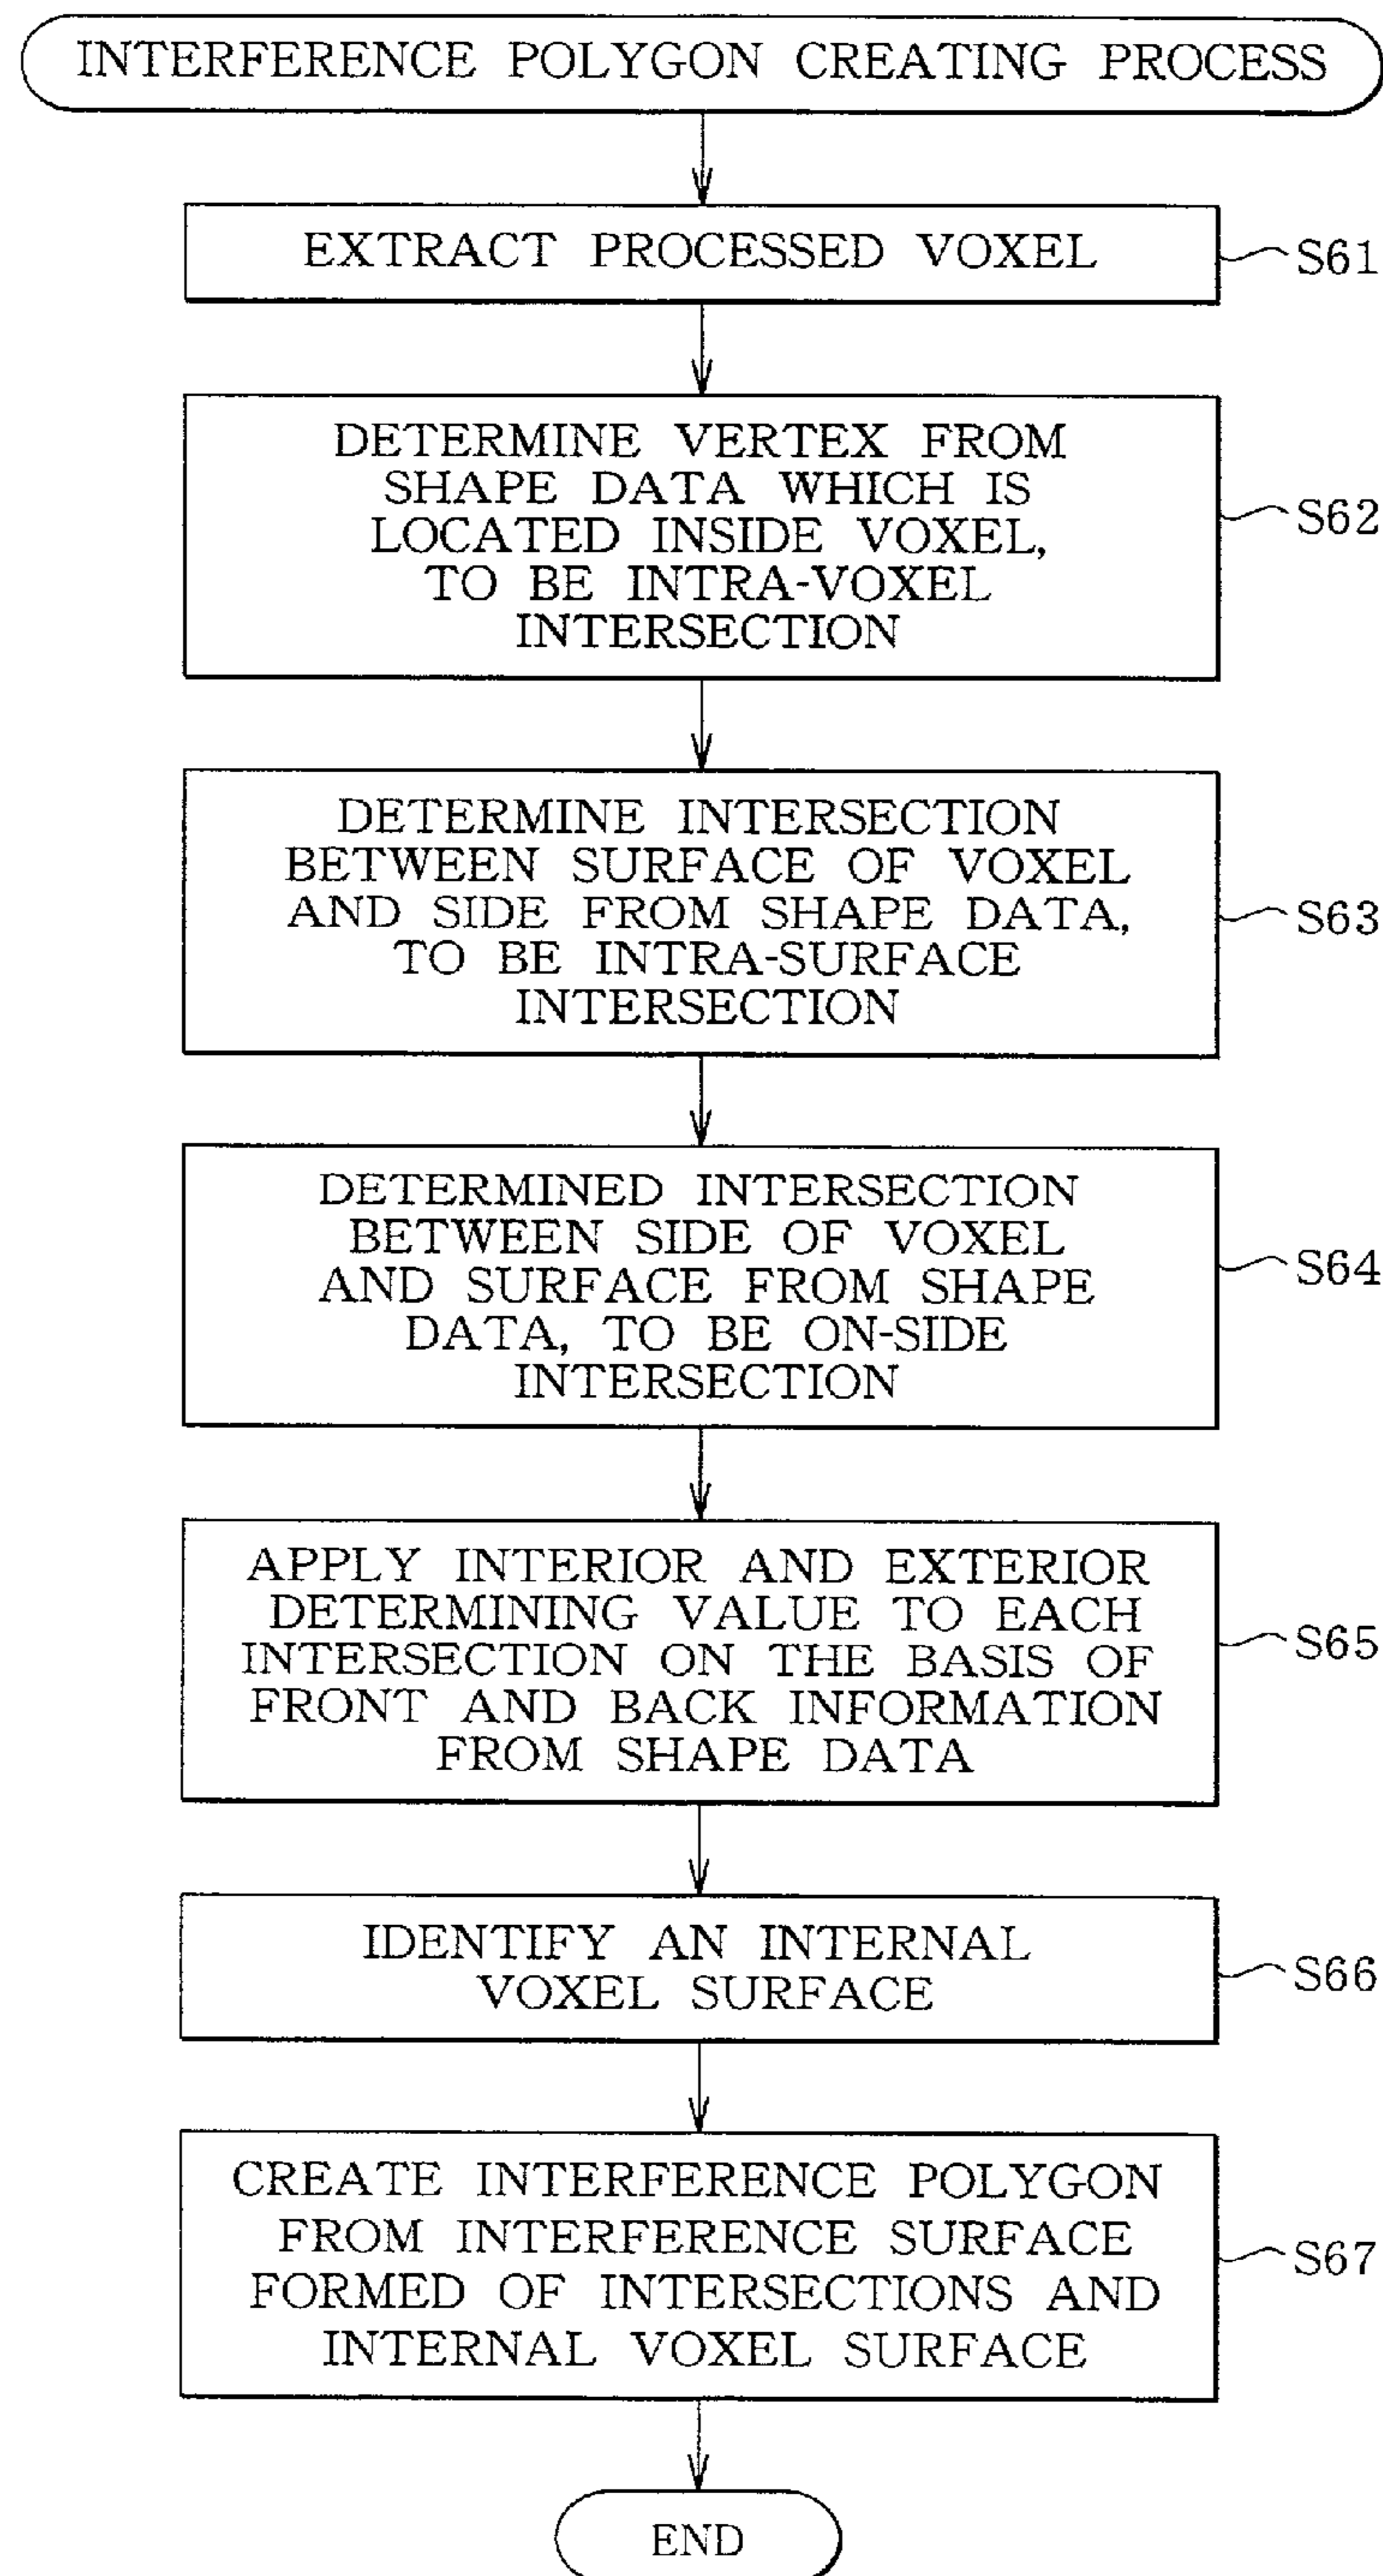 INTERFERENCE POLYGON CREATING PROCESS
EXTRACT PROCESSED VOXEL
S61
DETERMINE VERTEX FROM
SHAPE DATA WHICH IS
LOCATED INSIDE VOXEL,
TO BE INTRA-VOXEL
INTERSECTION
S62
DETERMINE INTERSECTION
BETWEEN SURFACE OF VOXEL
AND SIDE FROM SHAPE DATA,
TO BE INTRA-SURFACE
INTERSECTION
S63
DETERMINED INTERSECTION
BETWEEN SIDE OF VOXEL
AND SURFACE FROM SHAPE
DATA, TO BE ON-SIDE
INTERSECTION
S64
APPLY INTERIOR AND EXTERIOR
DETERMINING VALUE TO EACH
INTERSECTION ON THE BASIS OF
FRONT AND BACK INFORMATION
FROM SHAPE DATA
S65
IDENTIFY AN INTERNAL
VOXEL SURFACE
S66
CREATE INTERFERENCE POLYGON
FROM INTERFERENCE SURFACE
FORMED OF INTERSECTIONS AND
INTERNAL VOXEL SURFACE
S67
END